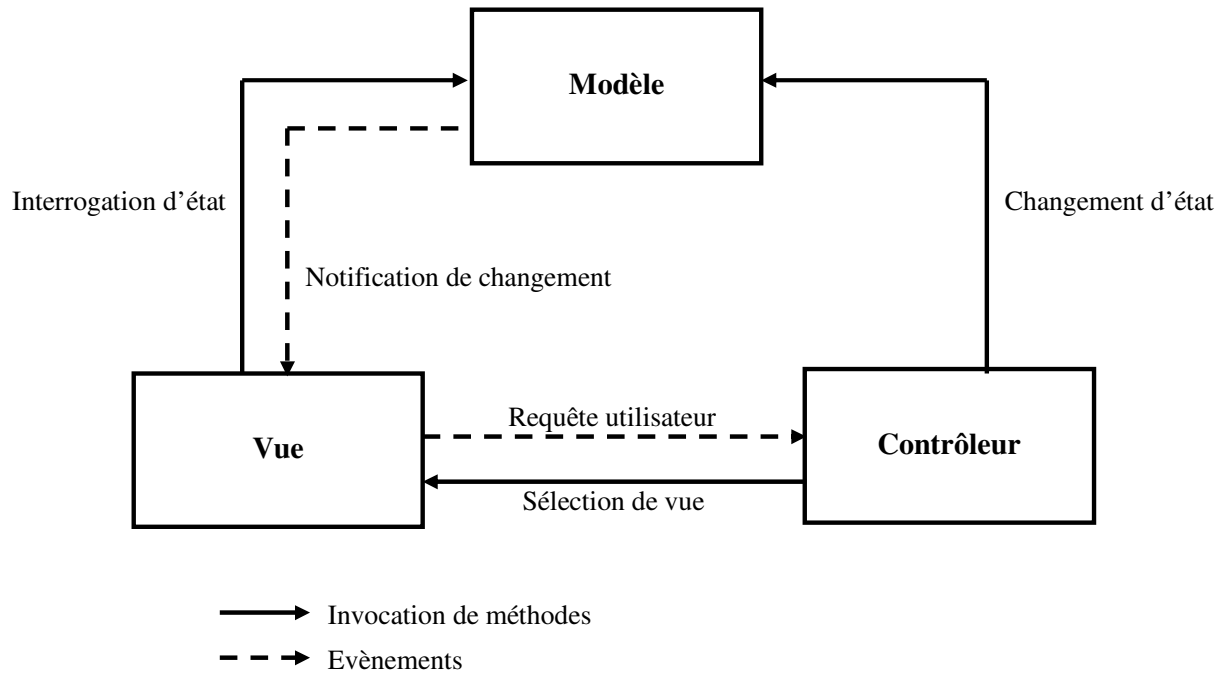 Modèle
Interrogation d’état
Changement d’état
Notification de changement
Requête utilisateur
Vue
Contrôleur
Sélection de vue
Invocation de méthodes
Evènements